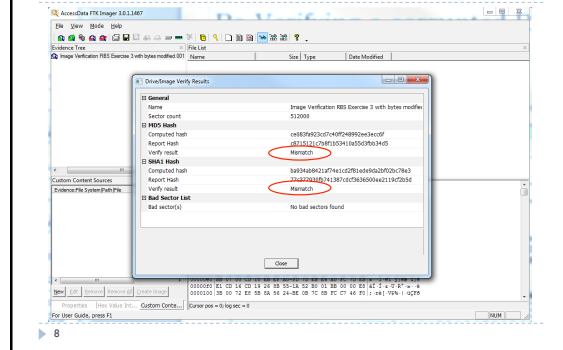 AccessData FTK Imager 3.0.1.1467
File View Mode Help
Evidence Tree
File List
Image Verification RBS Exercise 3 with bytes modified.001
Name Size Type Date Modified
Drive/Image Verify Results
General
Name Image Verification RBS Exercise 3 with bytes modified
Sector count 512000
MD5 Hash
Computed hash ce083fa923cd7c40ff248992ee3ecc6f
Report Hash c8715121c7b8f1b53410a55d3fbb34d5
Verify result Mismatch
SHA1 Hash
Computed hash ba934ab8421af74e1cd2f81ede9da2bf02bc78e3
Report Hash
Verify result Mismatch
Bad Sector List
Bad sector(s) No bad sectors found
Close
Custom Content Sources
Evidence:File System|Path|File
New Edit Remove Remove All Create Image
Properties Hex Value Int... Custom Conte...
Cursor pos = 0; log sec = 0
For User Guide, press F1
NUM
8